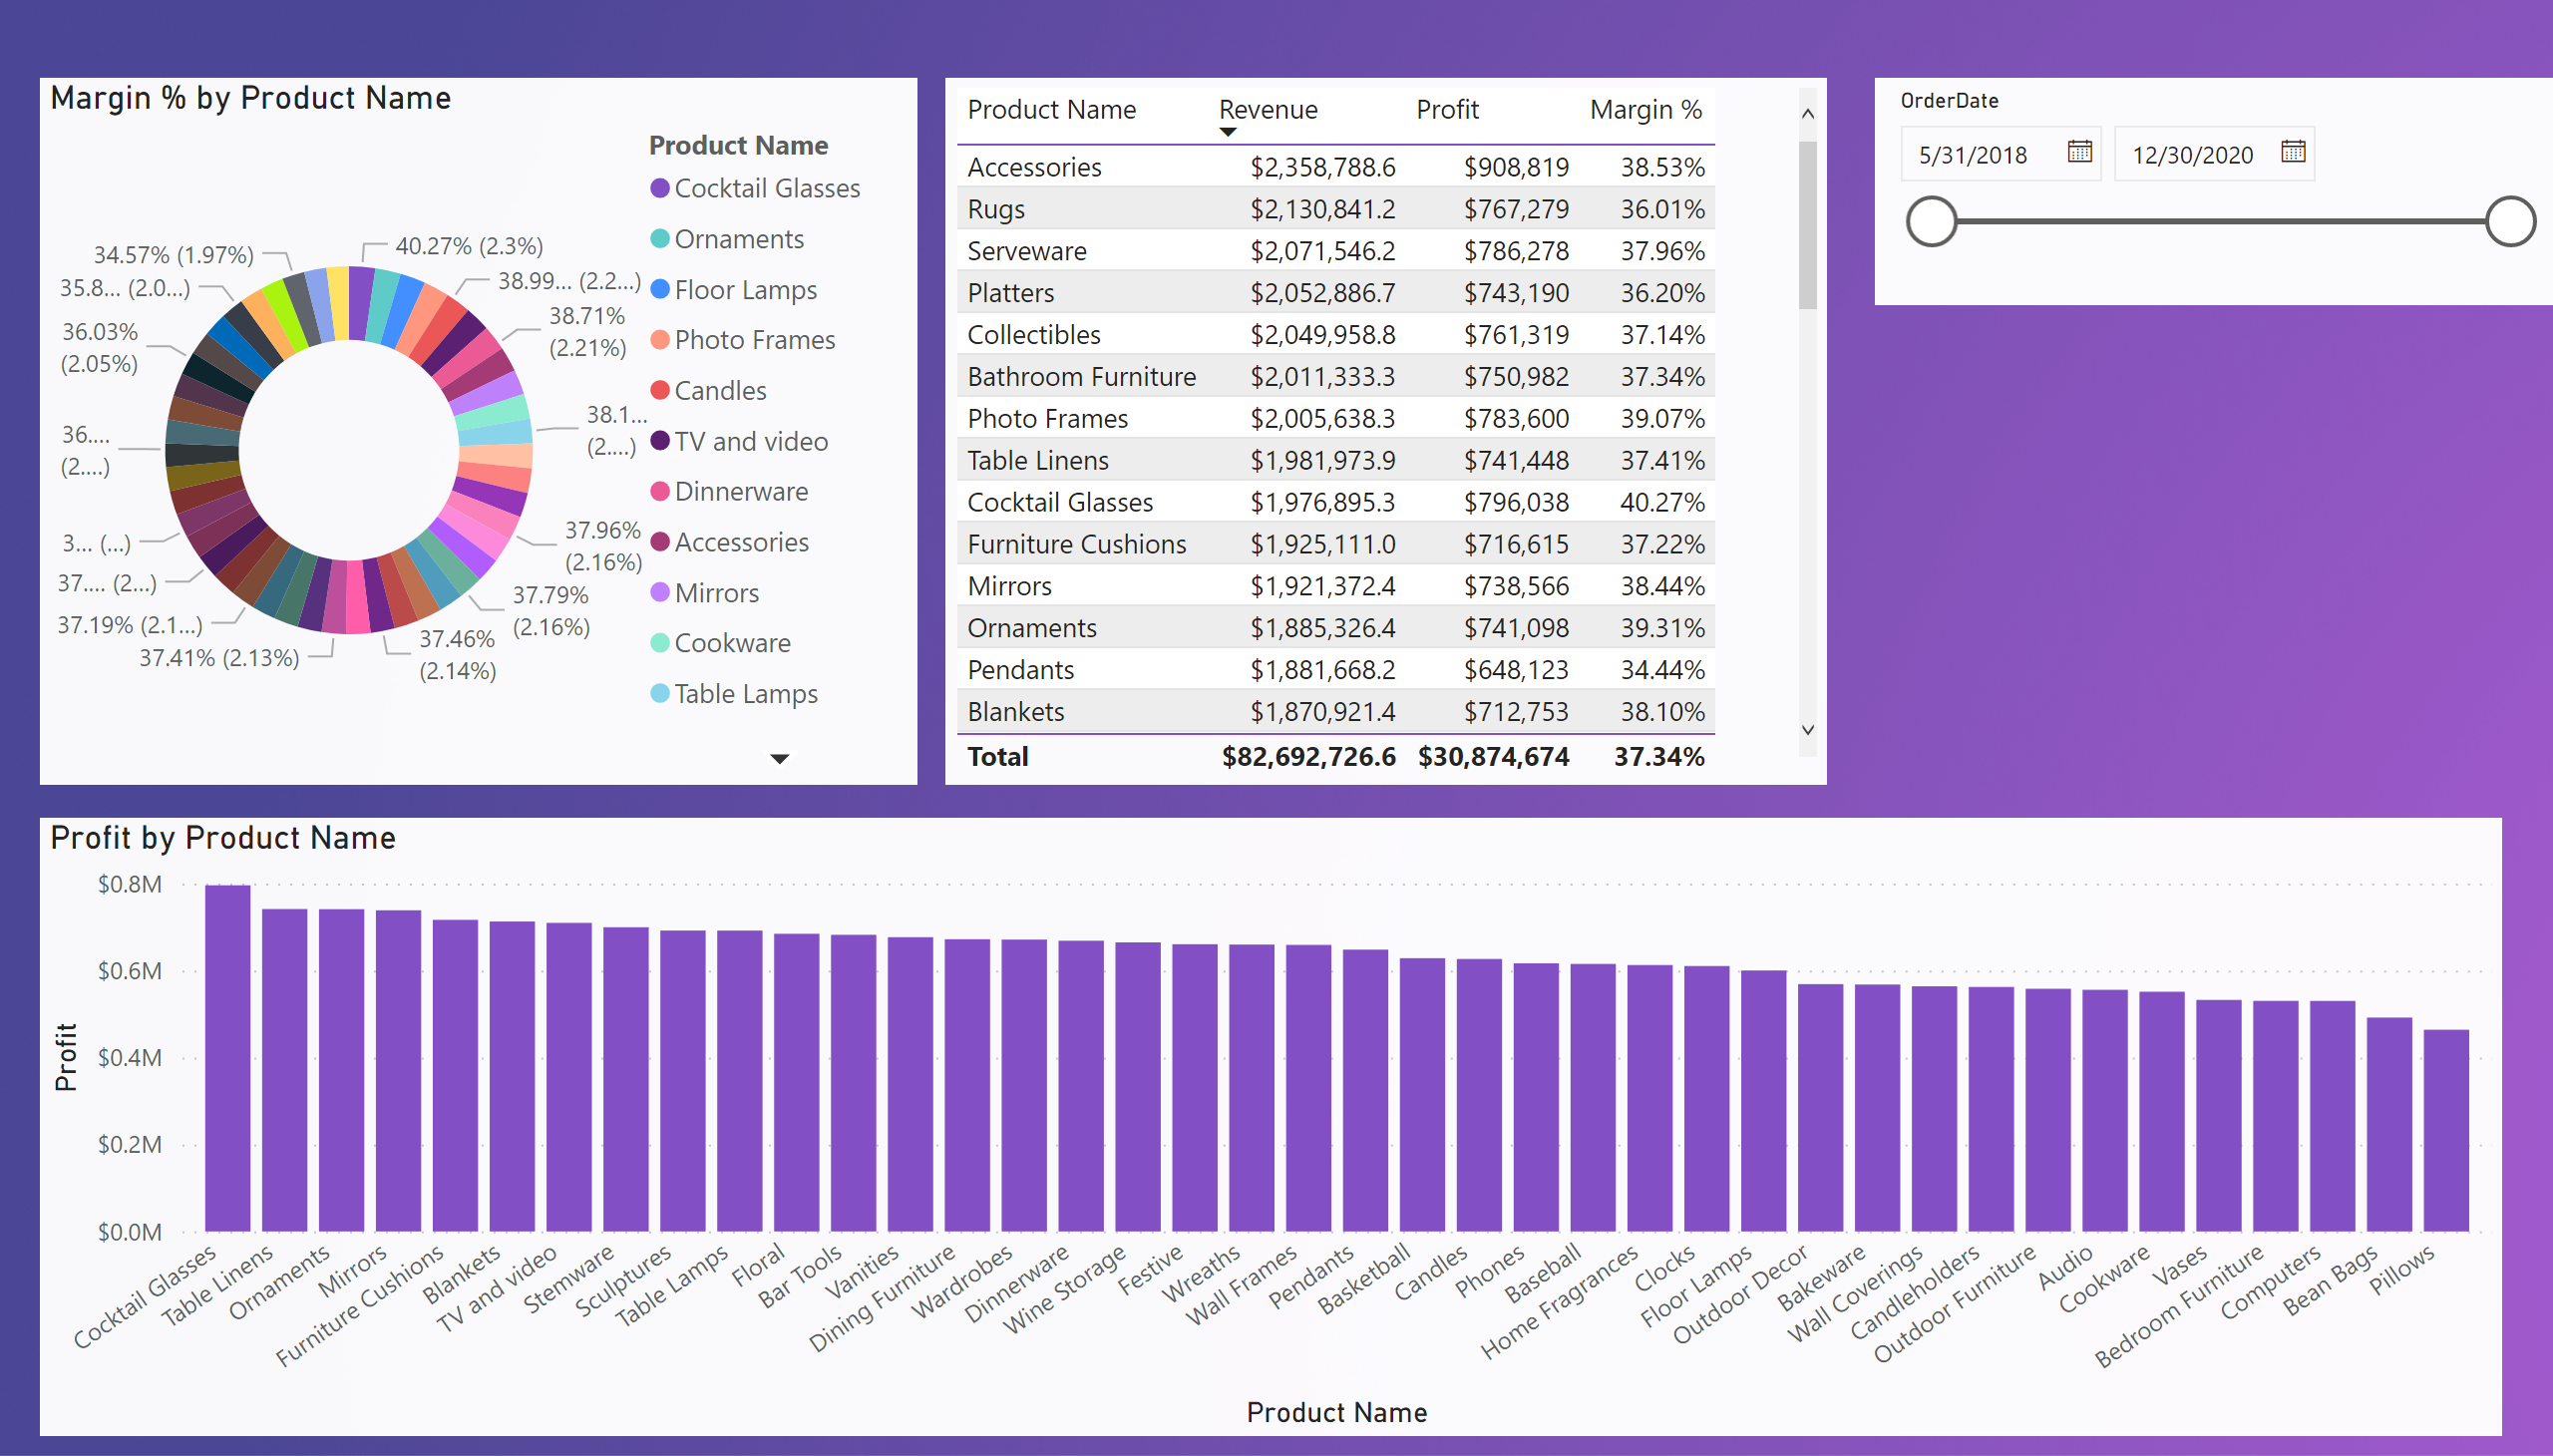 Margin % by Product Name
Product Name
Cocktail Glasses
Ornaments
Floor Lamps
Photo Frames
Candles
TV and video
Dinnerware
Accessories
Mirrors
Cookware
Table Lamps
40.27% (2.3%)
38.99... (2.2...)
38.71%
(2.21%)
38.1...
(2....)
37.96%
(2.16%)
37.79%
(2.16%)
37.46%
(2.14%)
37.41% (2.13%)
37.19% (2.1...)
37.... (2...)
3... (...)
36....
(2....)
36.03%
(2.05%)
35.8... (2.0...)
34.57% (1.97%)
Product Name Revenue Profit Margin %
Accessories $2,358,788.6 $908,819 38.53%
Rugs $2,130,841.2 $767,279 36.01%
Serveware $2,071,546.2 $786,278 37.96%
Platters $2,052,886.7 $743,190 36.20%
Collectibles $2,049,958.8 $761,319 37.14%
Bathroom Furniture $2,011,333.3 $750,982 37.34%
Photo Frames $2,005,638.3 $783,600 39.07%
Table Linens $1,981,973.9 $741,448 37.41%
Cocktail Glasses $1,976,895.3 $796,038 40.27%
Furniture Cushions $1,925,111.0 $716,615 37.22%
Mirrors $1,921,372.4 $738,566 38.44%
Ornaments $1,885,326.4 $741,098 39.31%
Pendants $1,881,668.2 $648,123 34.44%
Blankets $1,870,921.4 $712,753 38.10%
Total $82,692,726.6 $30,874,674 37.34%
OrderDate
5/31/2018 12/30/2020
Profit by Product Name
Profit
$0.8M
$0.6M
$0.4M
$0.2M
$0.0M
Cocktail Glasses
Table Linens
Ornaments
Mirrors
Furniture Cushions
Blankets
TV and video
Stemware
Sculptures
Table Lamps
Floral
Bar Tools
Vanities
Dining Furniture
Wardrobes
Dinnerware
Wine Storage
Festive
Wreaths
Wall Frames
Pendants
Basketball
Candles
Phones
Baseball
Home Fragrances
Clocks
Floor Lamps
Outdoor Decor
Bakeware
Wall Coverings
Candleholders
Outdoor Furniture
Audio
Cookware
Vases
Bedroom Furniture
Computers
Bean Bags
Pillows
Product Name